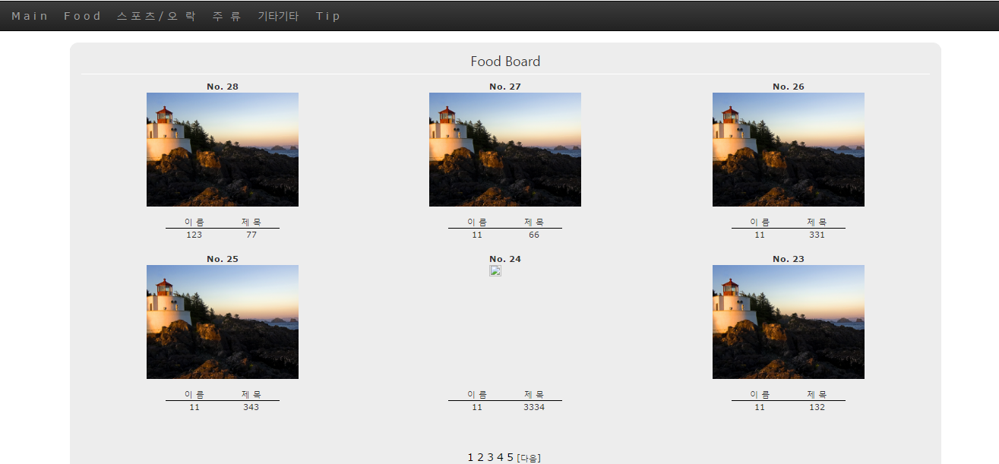 Main Food 스포츠/오 락 주 류 기타기타 Tip
Food Board
No. 28 No. 27 No. 26
이 름 제 목 이 름 제 목 이 름 제 목
123 77 11 66 11 331
No. 25 No. 24 No. 23
이 름 제 목 이 름 제 목 이 름 제 목
11 343 11 3334 11 132
1 2 3 4 5 [다음]